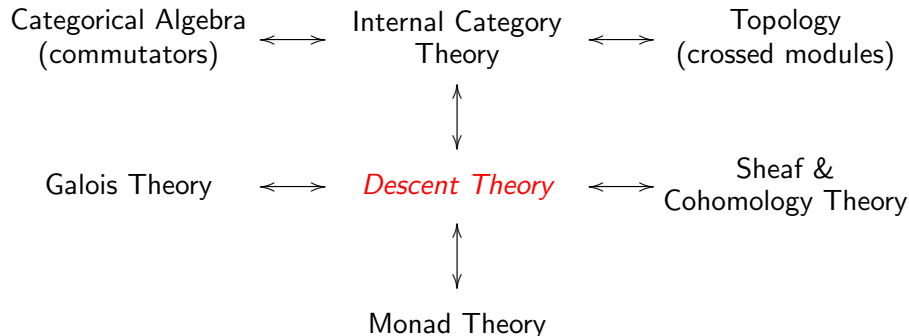 Categorical Algebra
(commutators)
Internal Category
Theory
Topology
(crossed modules)
Galois Theory
Descent Theory
Sheaf &
Cohomology Theory
Monad Theory